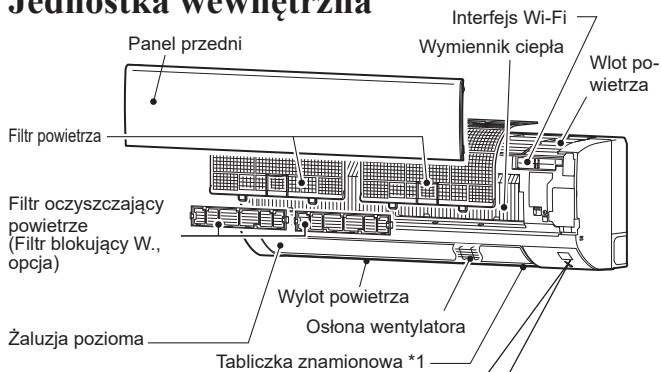 Jednostka wewnętrzna
Interfejs Wi-Fi
Panel przedni
Wymiennik ciepła
Wlot po-
wietrza
Filtr powietrza
Filtr oczyszczający
powietrze
(Filtr blokujący W.,
opcja)
Wylot powietrza
Osłona wentylatora
Żaluzja pozioma
Tabliczka znamionowa *1